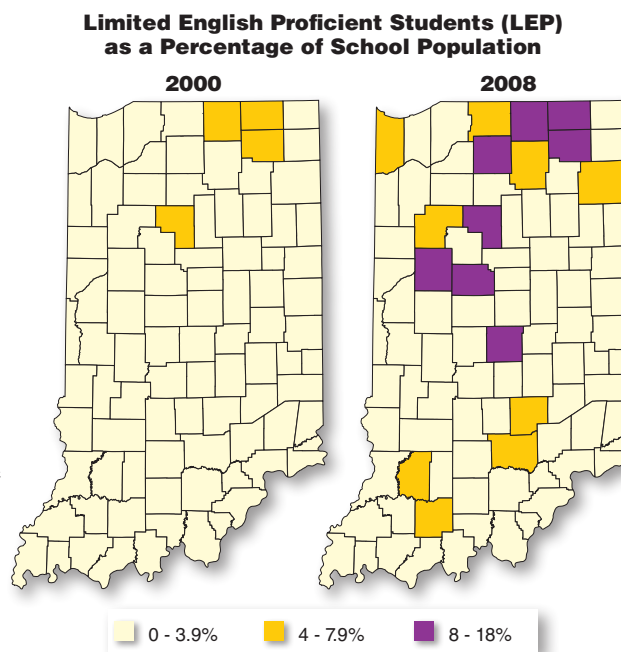 Limited English Proficient Students (LEP)
as a Percentage of School Population
2000
2008
0 - 3.9%
4 - 7.9%
8 - 18%